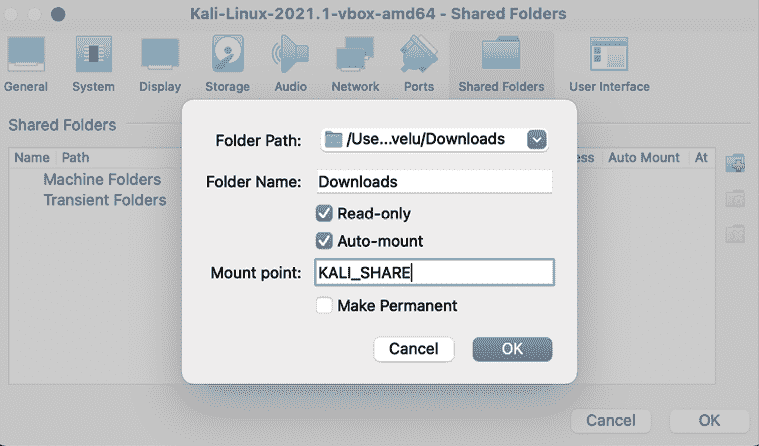 Kali-Linux-2021.1-vbox-amd64 - Shared Folders
General System Display Storage Audio Network Ports Shared Folders User Interface
Shared Folders
Name Path ess Auto Mount At
Machine Folders
Transient Folders
Folder Path: /Use...velu/Downloads
Folder Name: Downloads
Read-only
Auto-mount
Mount point: KALI_SHARE
Make Permanent
Cancel OK
Cancel OK